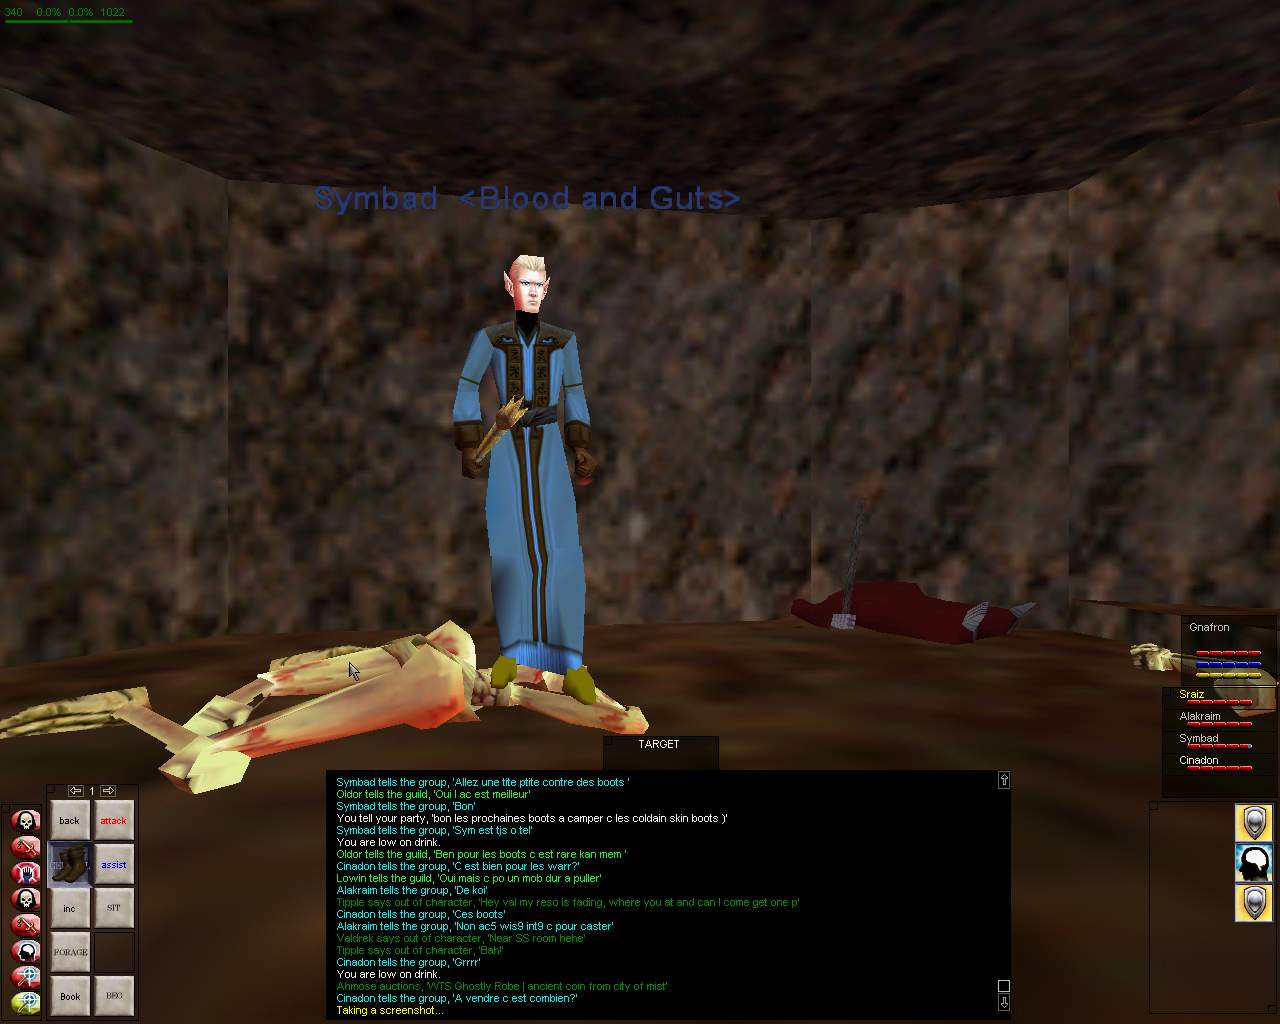 340 0.0% 0.0% 1022
Symbad <Blood and Guts>
Gnafron
Sraiz
Alakraim
Symbad
Cinadon
TARGET
1
back
attack
assist
inc
SIT
FORAGE
Book
BEG
Symbad tells the group, 'Allez une tite ptite contre des boots '
Oldor tells the guild, 'Oui l ac est meilleur'
Symbad tells the group, 'Bon'
You tell your party, 'bon les prochaines boots a camper c les coldain skin boots )'
Symbad tells the group, 'Sym est tjs o tel'
You are low on drink.
Oldor tells the guild, 'Ben pour les boots c est rare kan mem '
Cinadon tells the group, 'C est bien pour les warr?'
Lowin tells the guild, 'Oui mais c po un mob dur a puller'
Alakraim tells the group, 'De koi'
Tipple says out of character, 'Hey val my reso is fading, where you at and can I come get one p'
Cinadon tells the group, 'Ces boots'
Alakraim tells the group, 'Non ac5 wis9 int9 c pour caster'
Valdrek says out of character, 'Near SS room hehe'
Tipple says out of character, 'Bah!'
Cinadon tells the group, 'Grrrr'
You are low on drink.
Ahmose auctions, 'WTS Ghostly Robe | ancient coin from city of mist'
Cinadon tells the group, 'A vendre c est combien?'
Taking a screenshot...